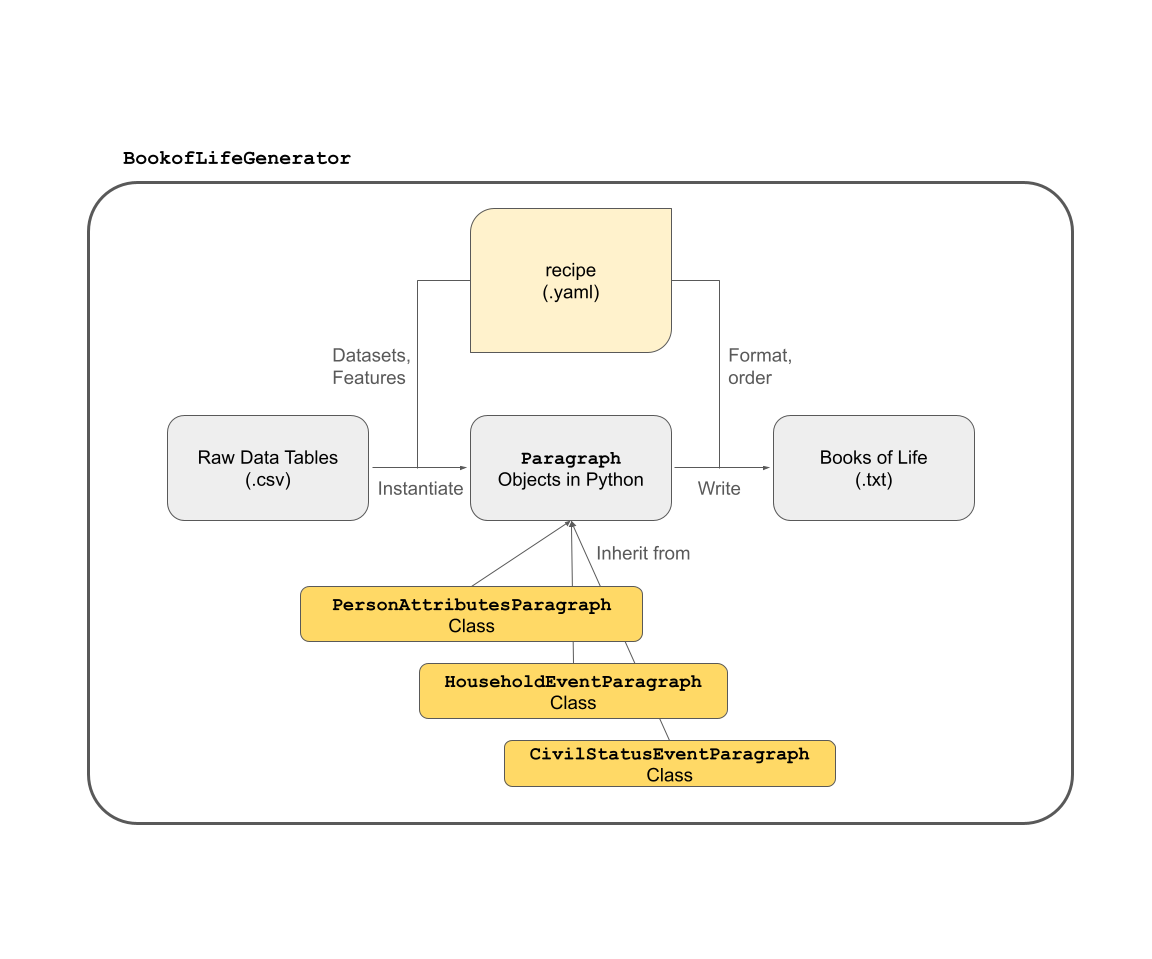 BookofLifeGenerator
recipe
(.yaml)
Datasets,
Features
Format,
order
Raw Data Tables
(.csv)
Instantiate
Paragraph
Objects in Python
Write
Books of Life
(.txt)
Inherit from
PersonAttributesParagraph
Class
HouseholdEventParagraph
Class
CivilStatusEventParagraph
Class